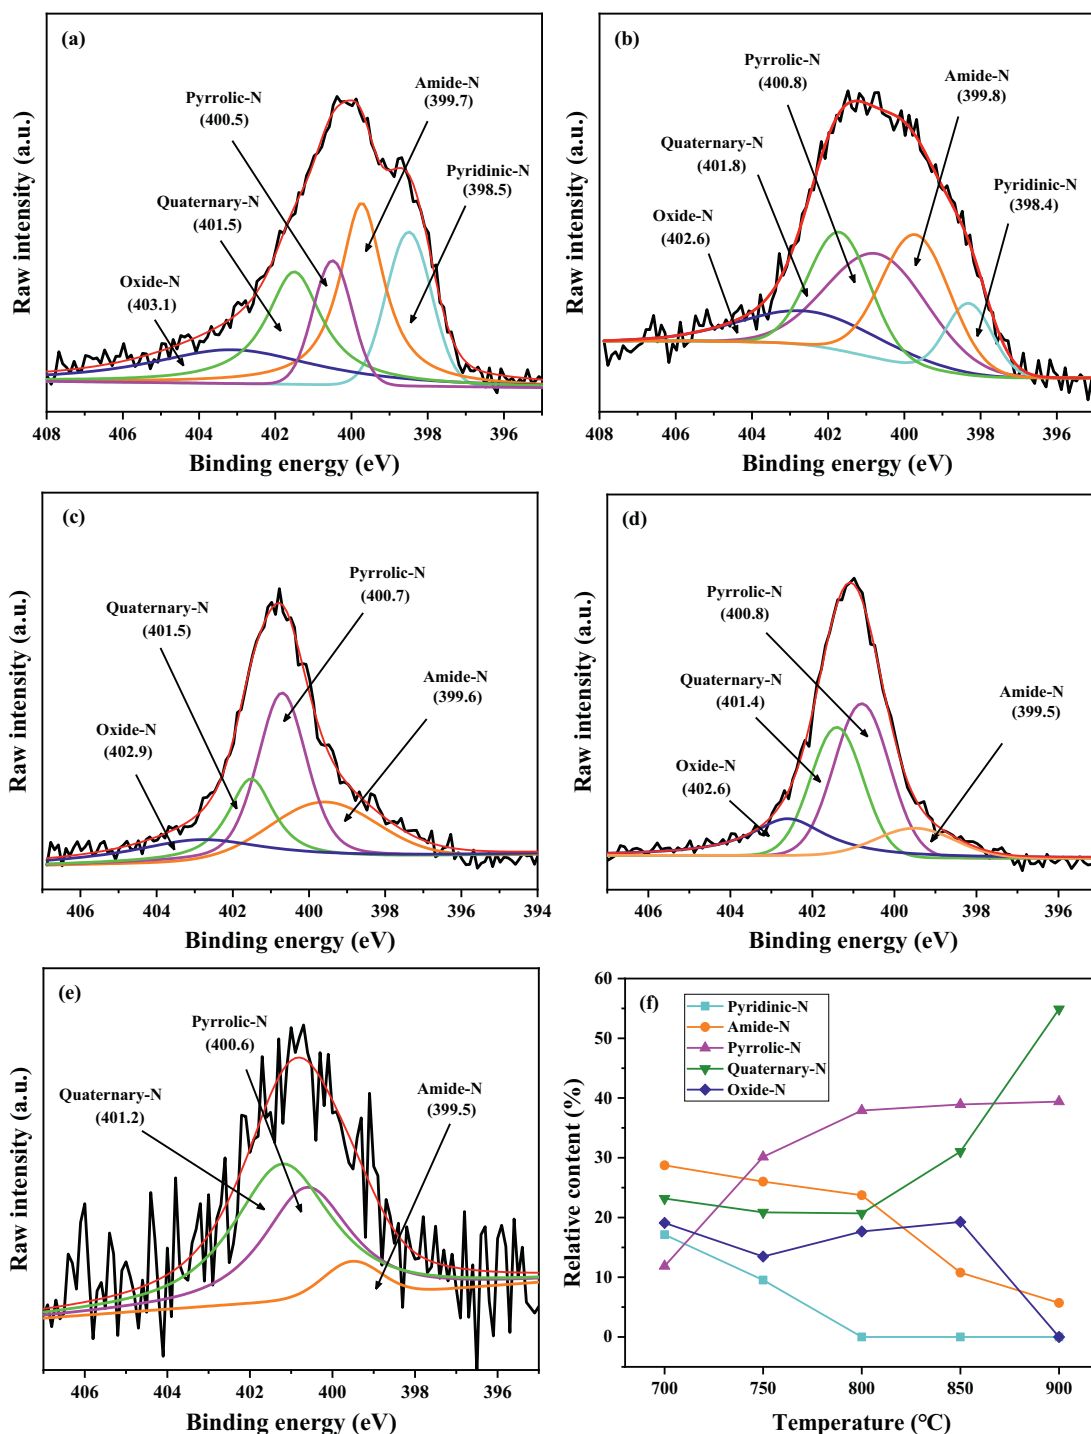 (a)
Pyrrolic-N
(400.5)
Amide-N
(399.7)
Quaternary-N
(401.5)
Pyridinic-N
(398.5)
Oxide-N
(403.1)
Raw intensity (a.u.)
408 406 404 402 400 398 396
Binding energy (eV)
(b)
Pyrrolic-N
(400.8)
Amide-N
(399.8)
Quaternary-N
(401.8)
Pyridinic-N
(398.4)
Oxide-N
(402.6)
Raw intensity (a.u.)
408 406 404 402 400 398 396
Binding energy (eV)
(c)
Pyrrolic-N
(400.7)
Quaternary-N
(401.5)
Amide-N
(399.6)
Oxide-N
(402.9)
Raw intensity (a.u.)
406 404 402 400 398 396 394
Binding energy (eV)
(d)
Pyrrolic-N
(400.8)
Quaternary-N
(401.4)
Amide-N
(399.5)
Oxide-N
(402.6)
Raw intensity (a.u.)
406 404 402 400 398 396
Binding energy (eV)
(e)
Pyrrolic-N
(400.6)
Quaternary-N
(401.2)
Amide-N
(399.5)
Raw intensity (a.u.)
406 404 402 400 398 396
Binding energy (eV)
(f)
Pyridinic-N
Amide-N
Pyrrolic-N
Quaternary-N
Oxide-N
Relative content (%)
60
50
40
30
20
10
0
700 750 800 850 900
Temperature (°C)